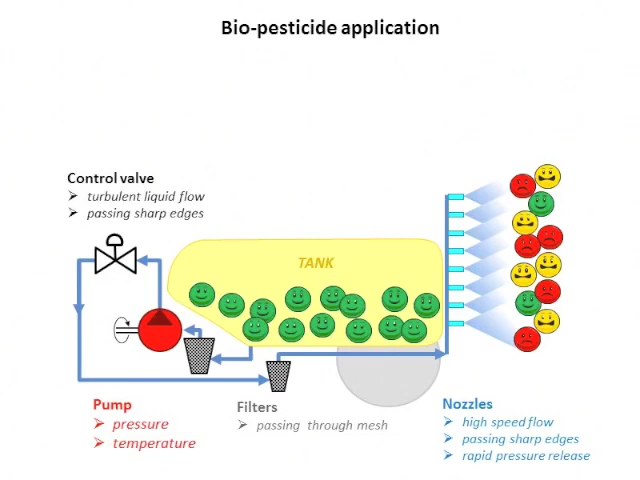 Bio-pesticide application
Control valve
➢ turbulent liquid flow
➢ passing sharp edges
TANK
Pump
➢ pressure
➢ temperature
Filters
➢ passing through mesh
Nozzles
➢ high speed flow
➢ passing sharp edges
➢ rapid pressure release